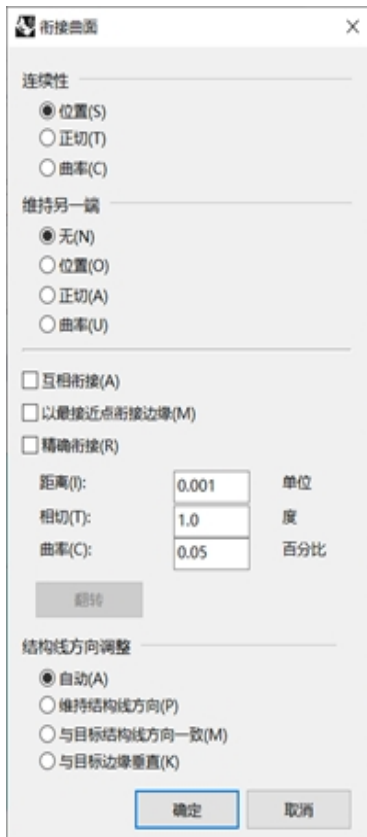 衔接曲面
连续性
位置(S)
正切(T)
曲率(C)
维持另一端
无(N)
位置(O)
正切(A)
曲率(U)
互相衔接(A)
以最接近点衔接边缘(M)
精确衔接(R)
距离(I): 0.001 单位
相切(T): 1.0 度
曲率(C): 0.05 百分比
翻转
结构线方向调整
自动(A)
维持结构线方向(P)
与目标结构线方向一致(M)
与目标边缘垂直(K)
确定 取消